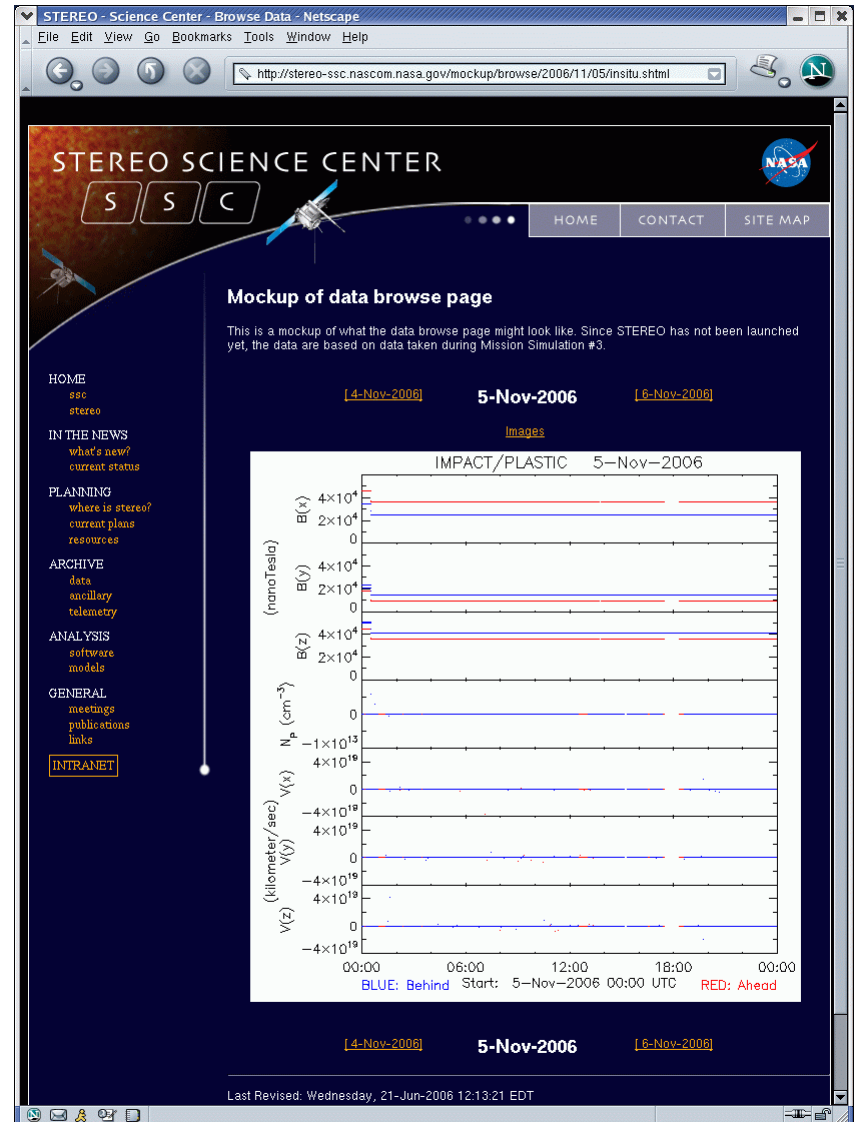 STEREO - Science Center - Browse Data - Netscape
File Edit View Go Bookmarks Tools Window Help
http://stereo-ssc.nascom.nasa.gov/mockup/browse/2006/11/05/insitu.shtml
N
STEREO SCIENCE CENTER
NASA
S S C
HOME CONTACT SITE MAP
Mockup of data browse page
This is a mockup of what the data browse page might look like. Since STEREO has not been launched
yet, the data are based on data taken during Mission Simulation #3.
HOME
ssc
stereo
IN THE NEWS
what's new?
current status
PLANNING
where is stereo?
current plans
resources
ARCHIVE
data
ancillary
telemetry
ANALYSIS
software
models
GENERAL
meetings
publications
links
INTRANET
[ 4-Nov-2006] 5-Nov-2006 [ 6-Nov-2006]
Images
IMPACT/PLASTIC 5-Nov-2006
(nanoTesla)
B(x)
4×10⁴
2×10⁴
0
B(y)
4×10⁴
2×10⁴
0
B(z)
4×10⁴
2×10⁴
0
Nₚ (cm⁻³)
0
-1×10¹³
(kilometer/sec)
V(x)
4×10¹⁹
0
-4×10¹⁹
V(y)
4×10¹⁹
0
-4×10¹⁹
V(z)
4×10¹⁹
0
-4×10¹⁹
00:00 06:00 12:00 18:00 00:00
BLUE: Behind Start: 5-Nov-2006 00:00 UTC RED: Ahead
[ 4-Nov-2006] 5-Nov-2006 [ 6-Nov-2006]
Last Revised: Wednesday, 21-Jun-2006 12:13:21 EDT